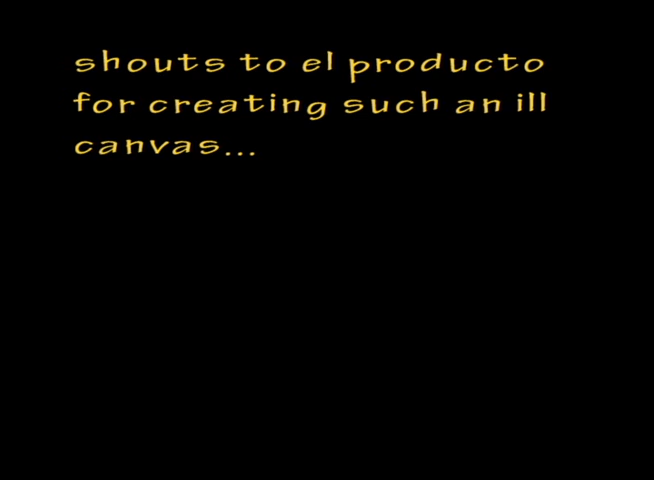 shouts to el producto
for creating such an ill
canvas...